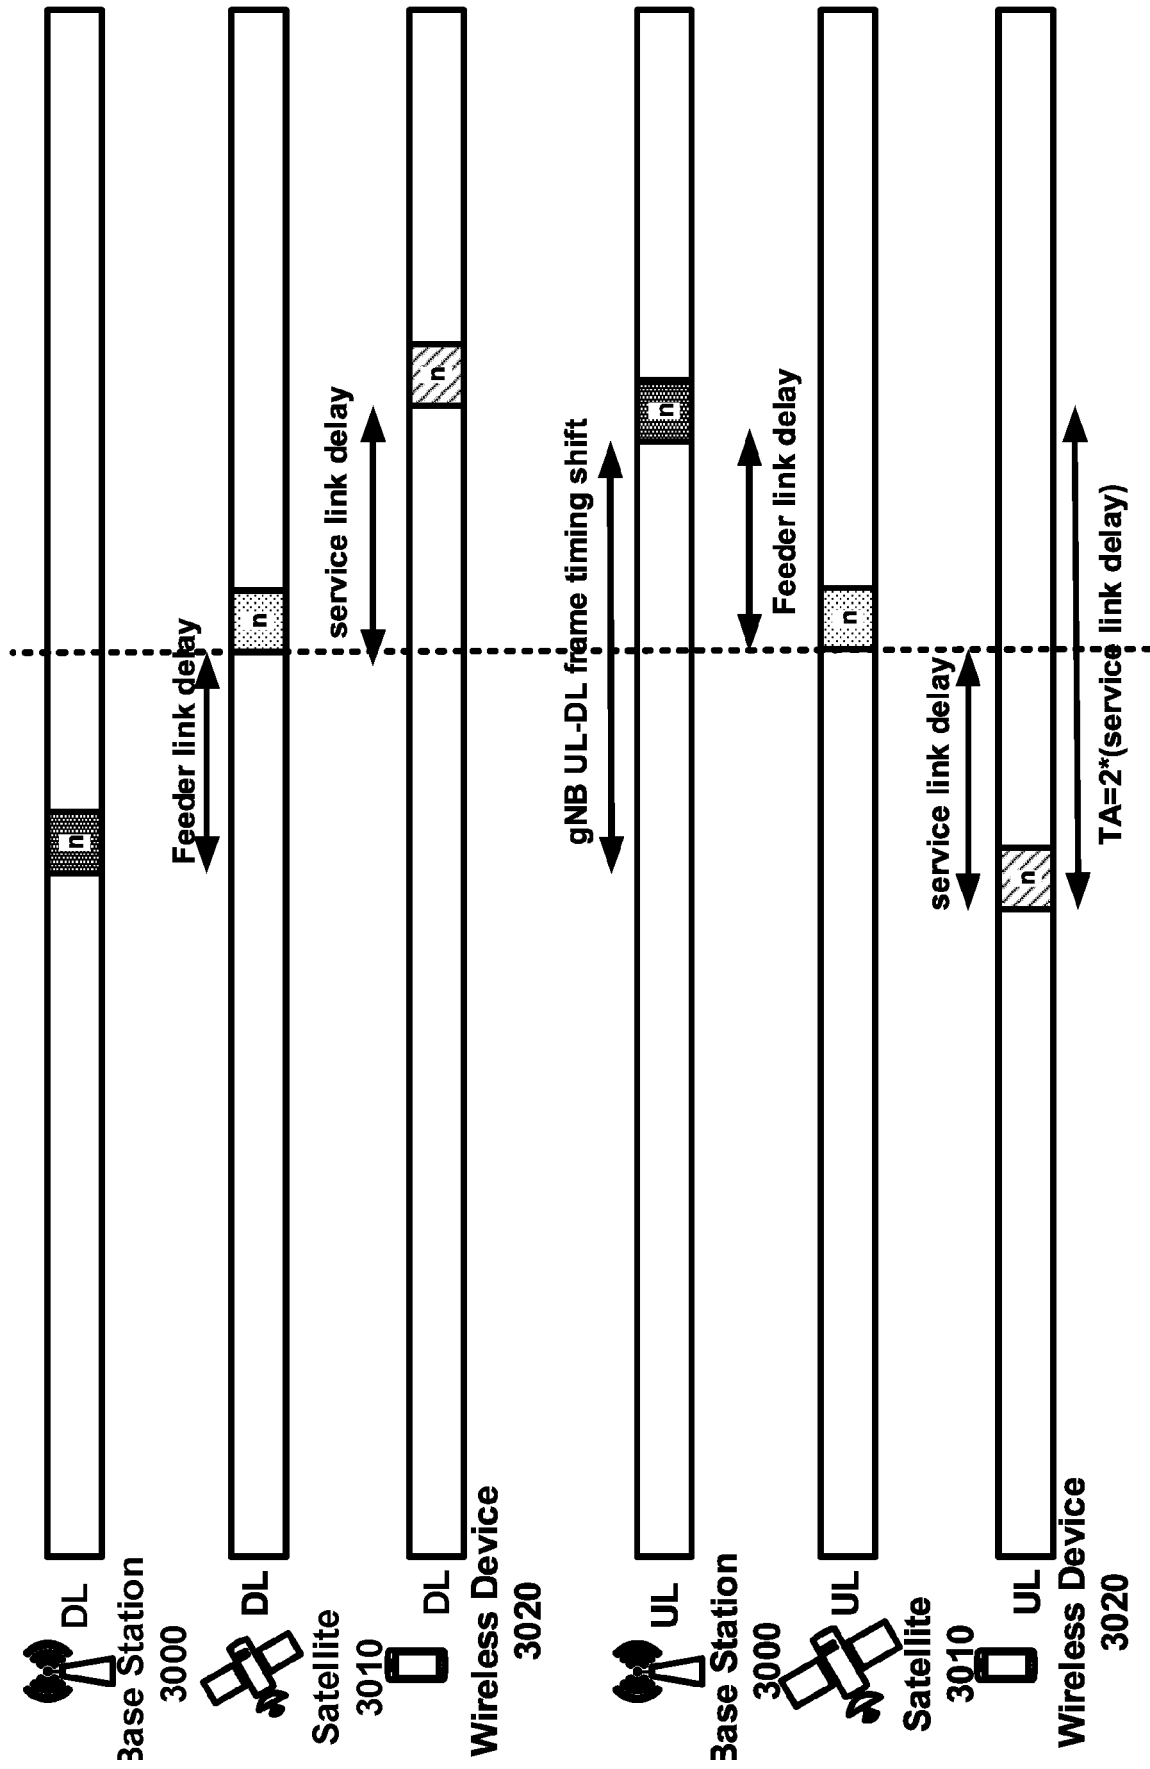 DL
Base Station
3000
n
Feeder link delay
DL
Satellite
3010
n
service link delay
DL
Wireless Device
3020
n
gNB UL-DL frame timing shift
UL
Base Station
3000
n
Feeder link delay
UL
Satellite
3010
n
service link delay
UL
Wireless Device
3020
n
TA=2*(service link delay)